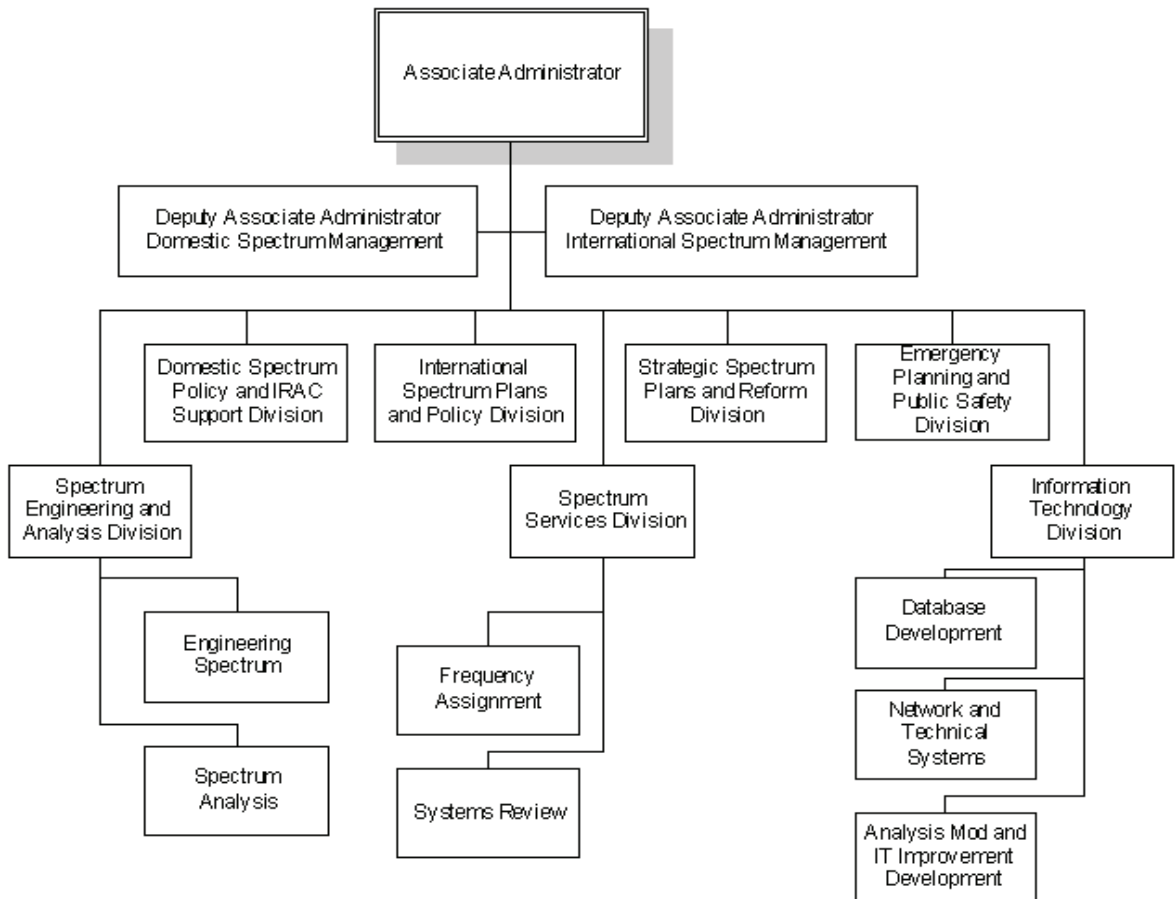 Associate Administrator
Deputy Associate Administrator
Domestic Spectrum Management
Deputy Associate Administrator
International Spectrum Management
Domestic Spectrum
Policy and IRAC
Support Division
International
Spectrum Plans
and Policy Division
Strategic Spectrum
Plans and Reform
Division
Emergency
Planning and
Public Safety
Division
Spectrum
Engineering and
Analysis Division
Spectrum
Services Division
Information
Technology
Division
Engineering
Spectrum
Spectrum
Analysis
Frequency
Assignment
Systems Review
Database
Development
Network and
Technical
Systems
Analysis Mod and
IT Improvement
Development